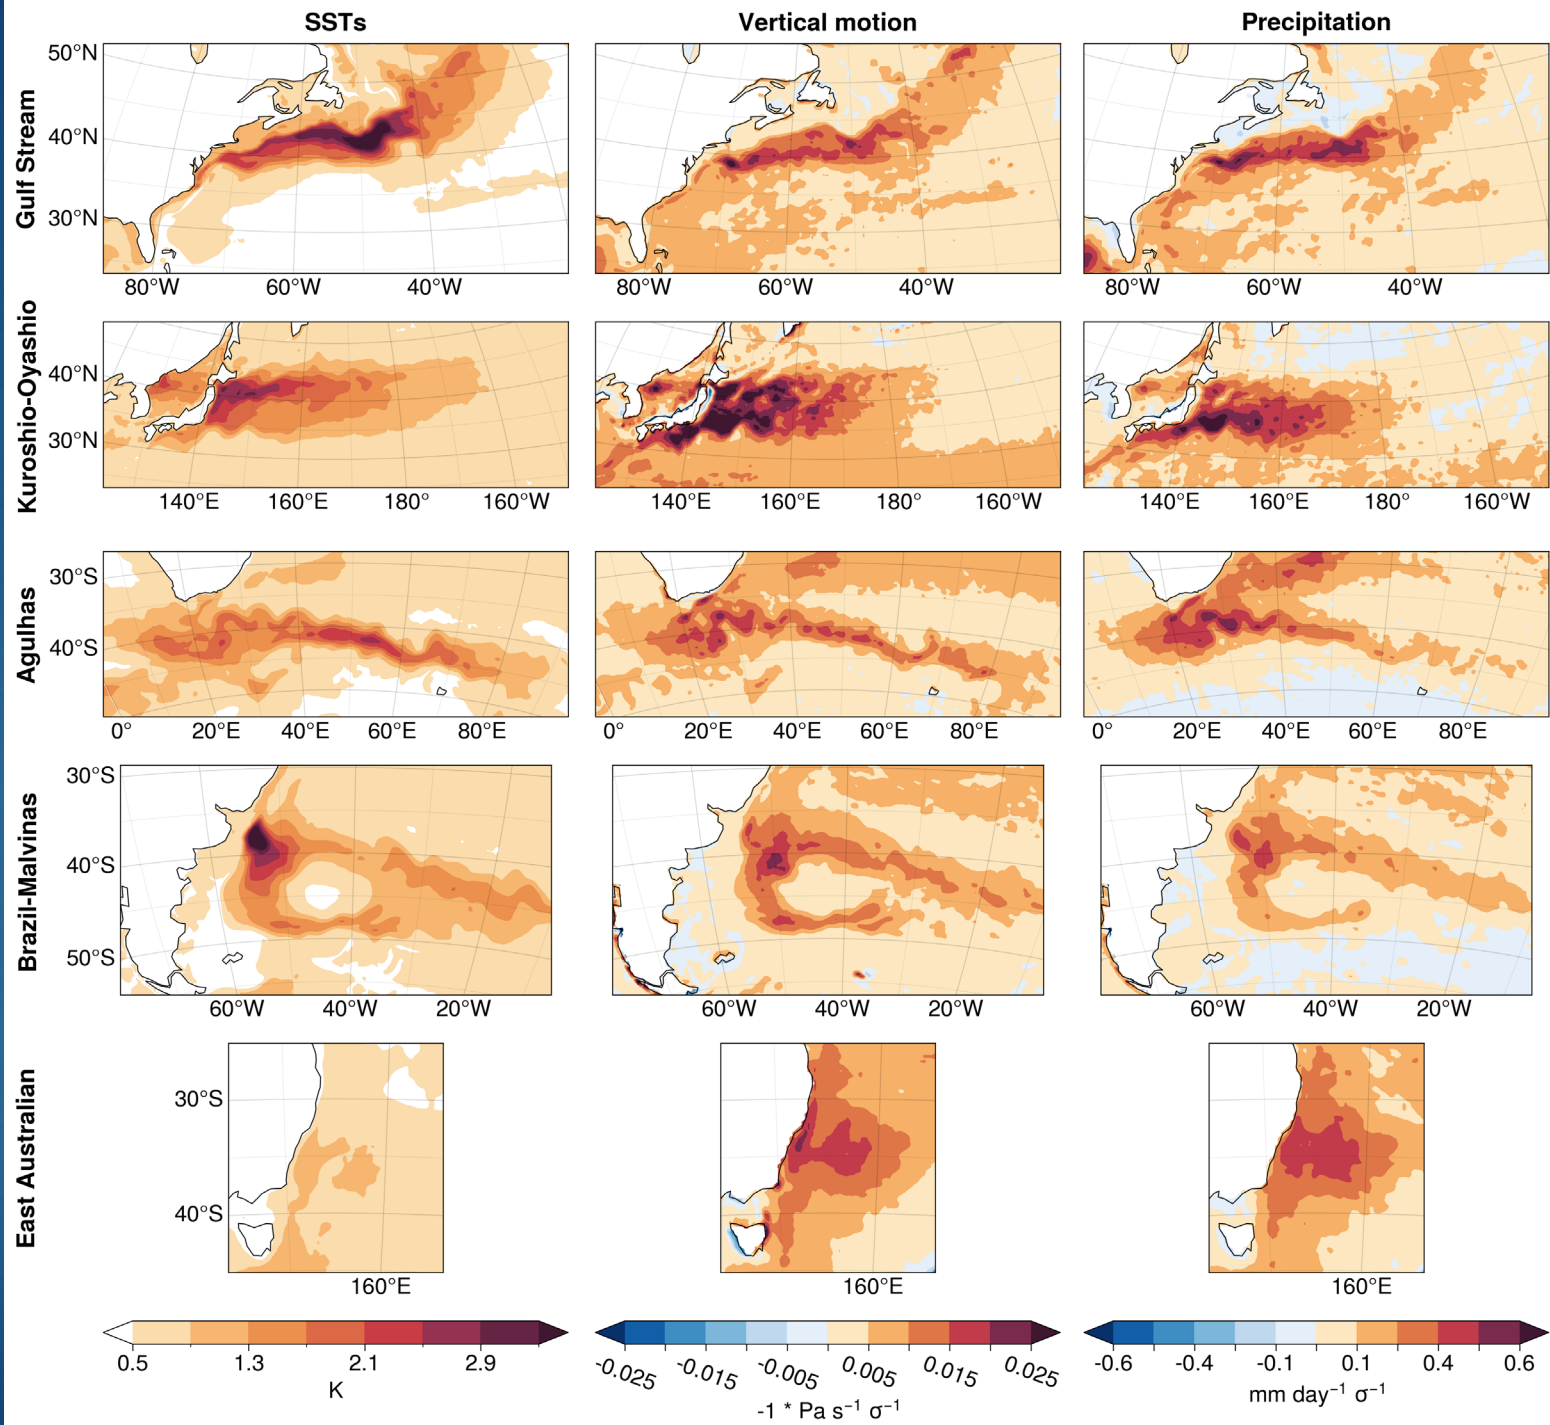 SSTs Vertical motion Precipitation
Gulf Stream
50°N
40°N
30°N
80°W 60°W 40°W 80°W 60°W 40°W 80°W 60°W 40°W
Kuroshio-Oyashio
40°N
30°N
140°E 160°E 180° 160°W 140°E 160°E 180° 160°W 140°E 160°E 180° 160°W
Agulhas
30°S
40°S
0° 20°E 40°E 60°E 80°E 0° 20°E 40°E 60°E 80°E 0° 20°E 40°E 60°E 80°E
Brazil-Malvinas
30°S
40°S
50°S
60°W 40°W 20°W 60°W 40°W 20°W 60°W 40°W 20°W
East Australian
30°S
40°S
160°E 160°E 160°E
0.5 1.3 2.1 2.9
K
-0.025 -0.015 -0.005 0.005 0.015 0.025
-1 * Pa s⁻¹ σ⁻¹
-0.6 -0.4 -0.1 0.1 0.4 0.6
mm day⁻¹ σ⁻¹